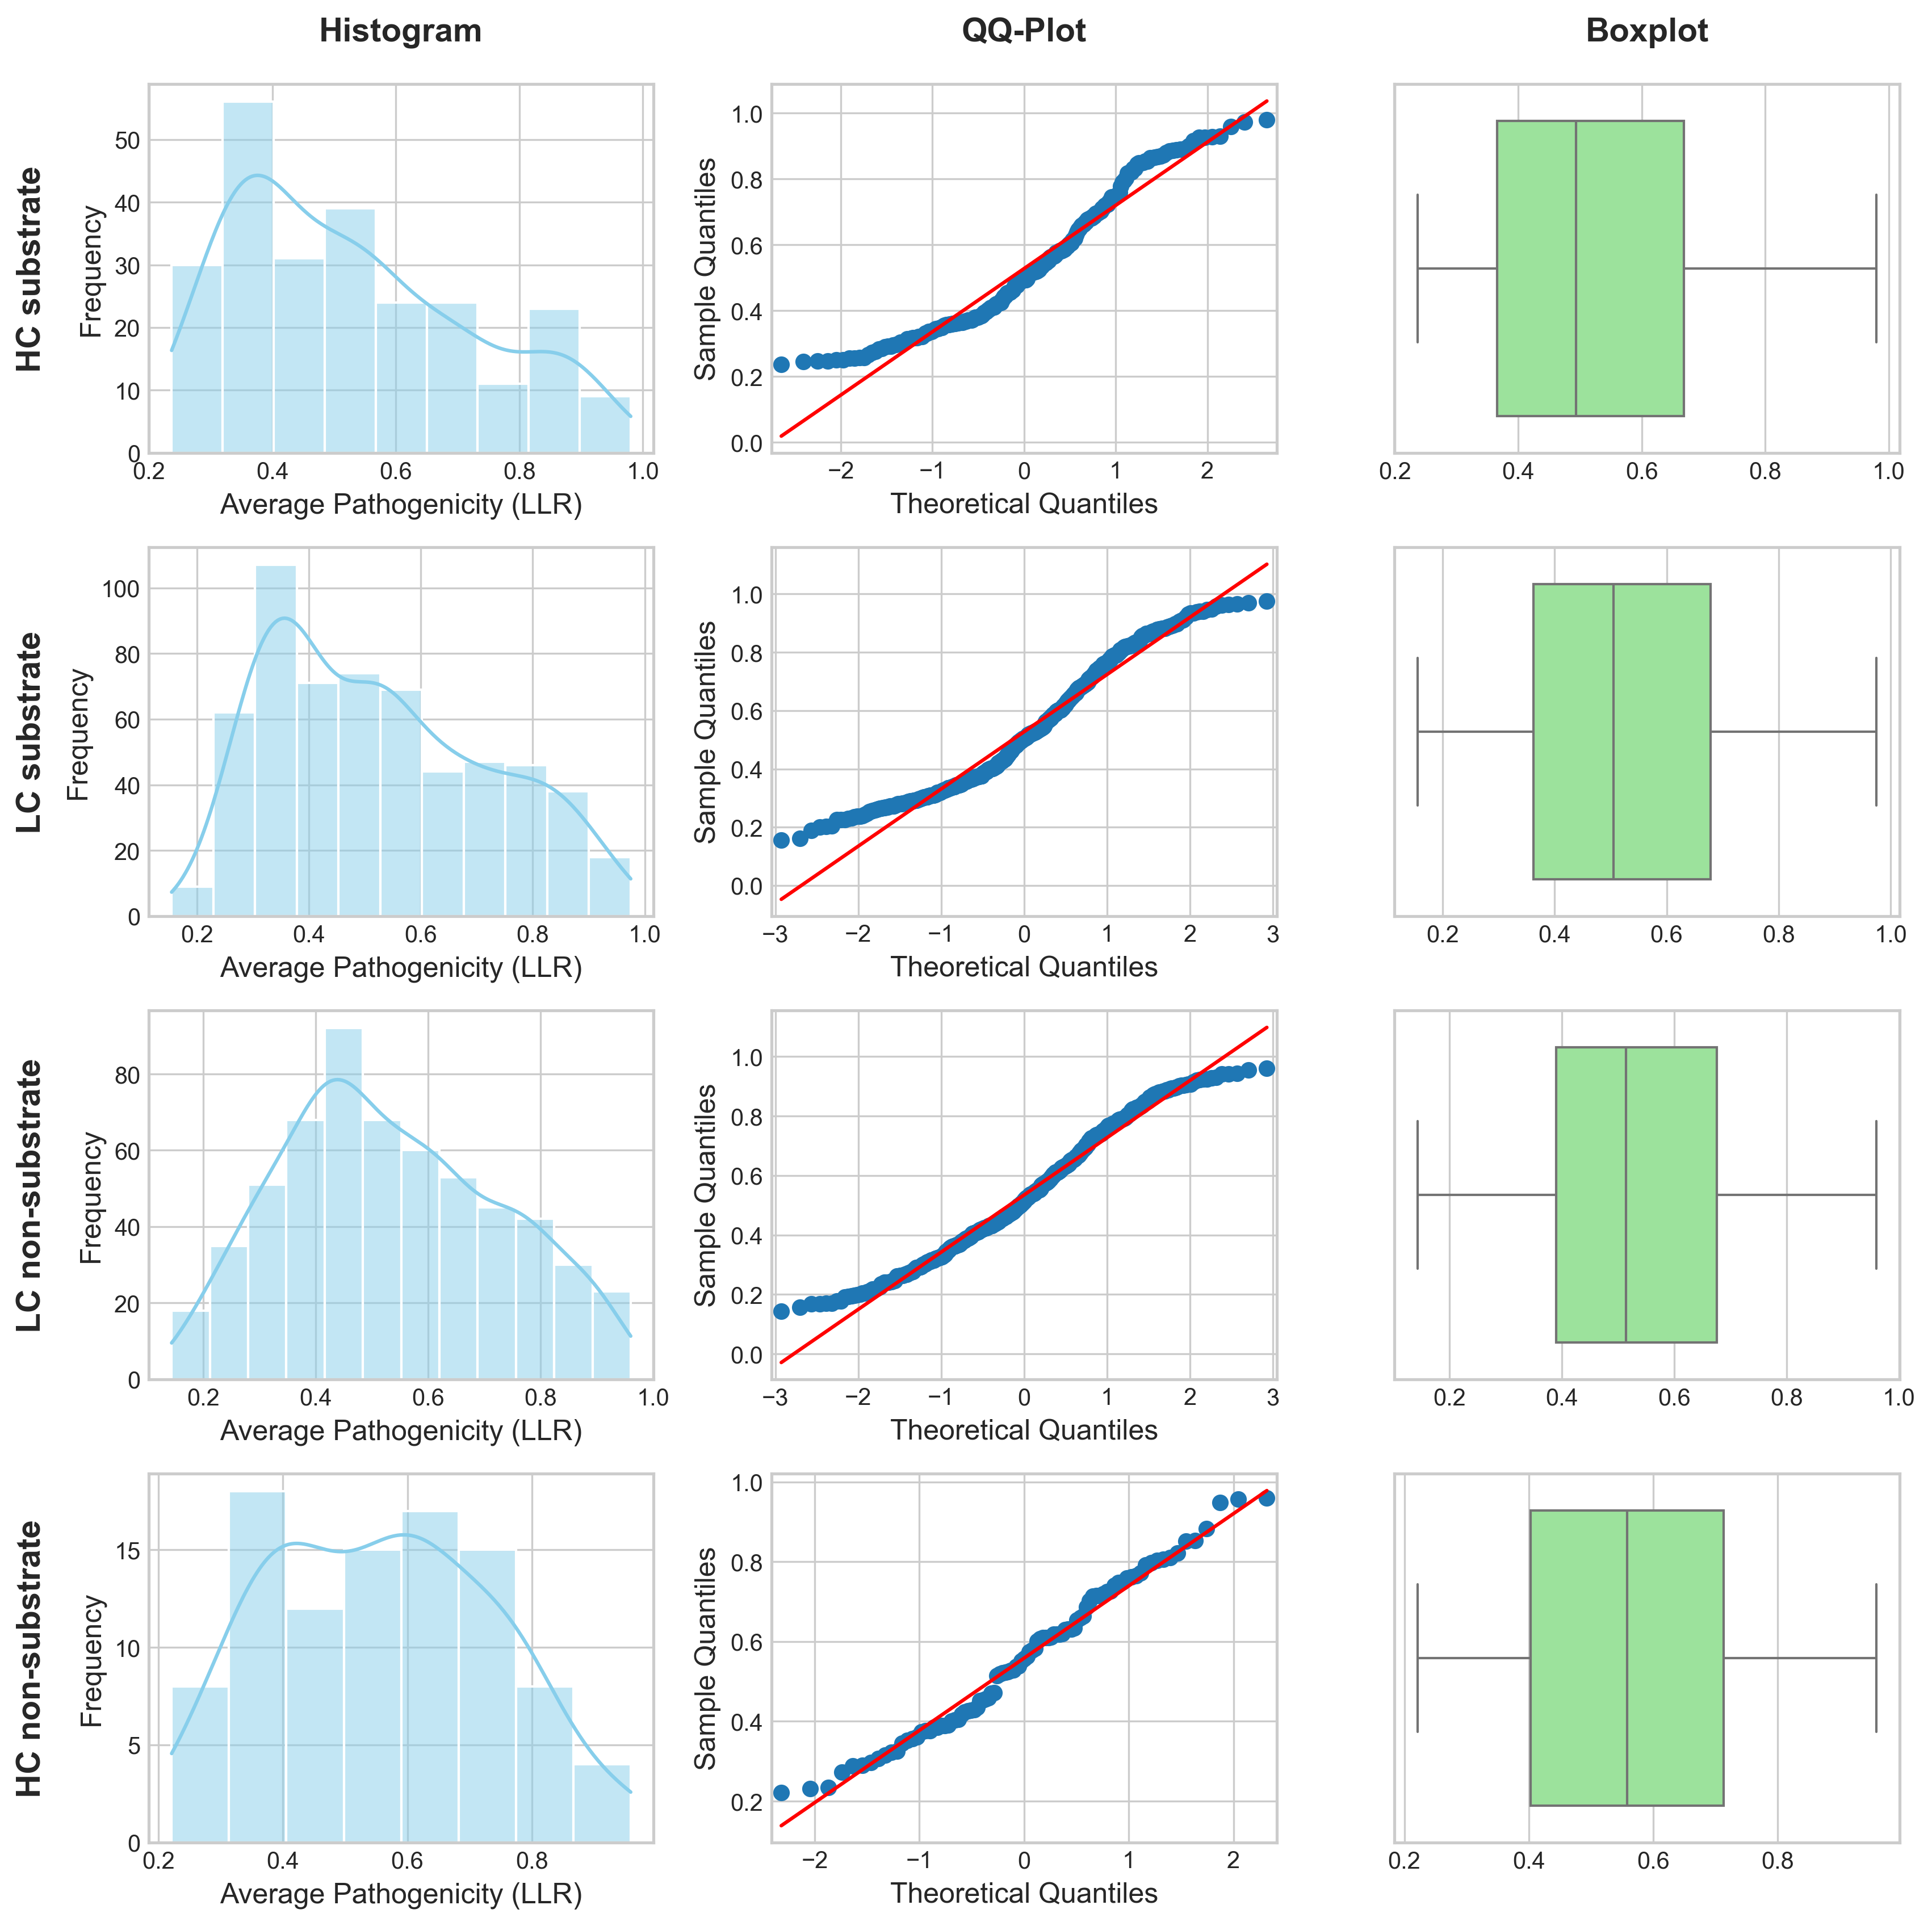 Histogram QQ-Plot Boxplot
HC substrate
Frequency
50
40
30
20
10
0
0.2 0.4 0.6 0.8 1.0
Average Pathogenicity (LLR)
Sample Quantiles
1.0
0.8
0.6
0.4
0.2
0.0
−2 −1 0 1 2
Theoretical Quantiles
0.2 0.4 0.6 0.8 1.0
LC substrate
Frequency
100
80
60
40
20
0
0.2 0.4 0.6 0.8 1.0
Average Pathogenicity (LLR)
Sample Quantiles
1.0
0.8
0.6
0.4
0.2
0.0
−3 −2 −1 0 1 2 3
Theoretical Quantiles
0.2 0.4 0.6 0.8 1.0
LC non-substrate
Frequency
80
60
40
20
0
0.2 0.4 0.6 0.8 1.0
Average Pathogenicity (LLR)
Sample Quantiles
1.0
0.8
0.6
0.4
0.2
0.0
−3 −2 −1 0 1 2 3
Theoretical Quantiles
0.2 0.4 0.6 0.8 1.0
HC non-substrate
Frequency
15
10
5
0
0.2 0.4 0.6 0.8
Average Pathogenicity (LLR)
Sample Quantiles
1.0
0.8
0.6
0.4
0.2
−2 −1 0 1 2
Theoretical Quantiles
0.2 0.4 0.6 0.8